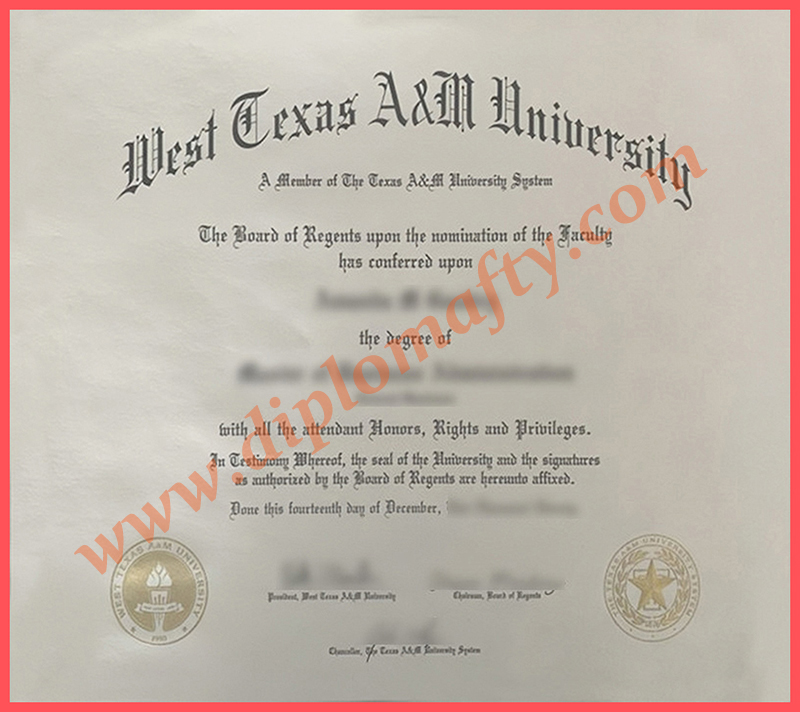 West Texas A&M University
A Member of The Texas A&M University System
The Board of Regents upon the nomination of the Faculty
has conferred upon
the degree of
with all the attendant Honors, Rights and Privileges.
In Testimony Whereof, the seal of the University and the signatures
as authorized by the Board of Regents are hereunto affixed.
Done this fourteenth day of December,
President, West Texas A&M University
Chairman, Board of Regents
Chancellor, The Texas A&M University System
WEST TEXAS A&M UNIVERSITY
1910
THE TEXAS A&M UNIVERSITY SYSTEM
www.diplomafty.com